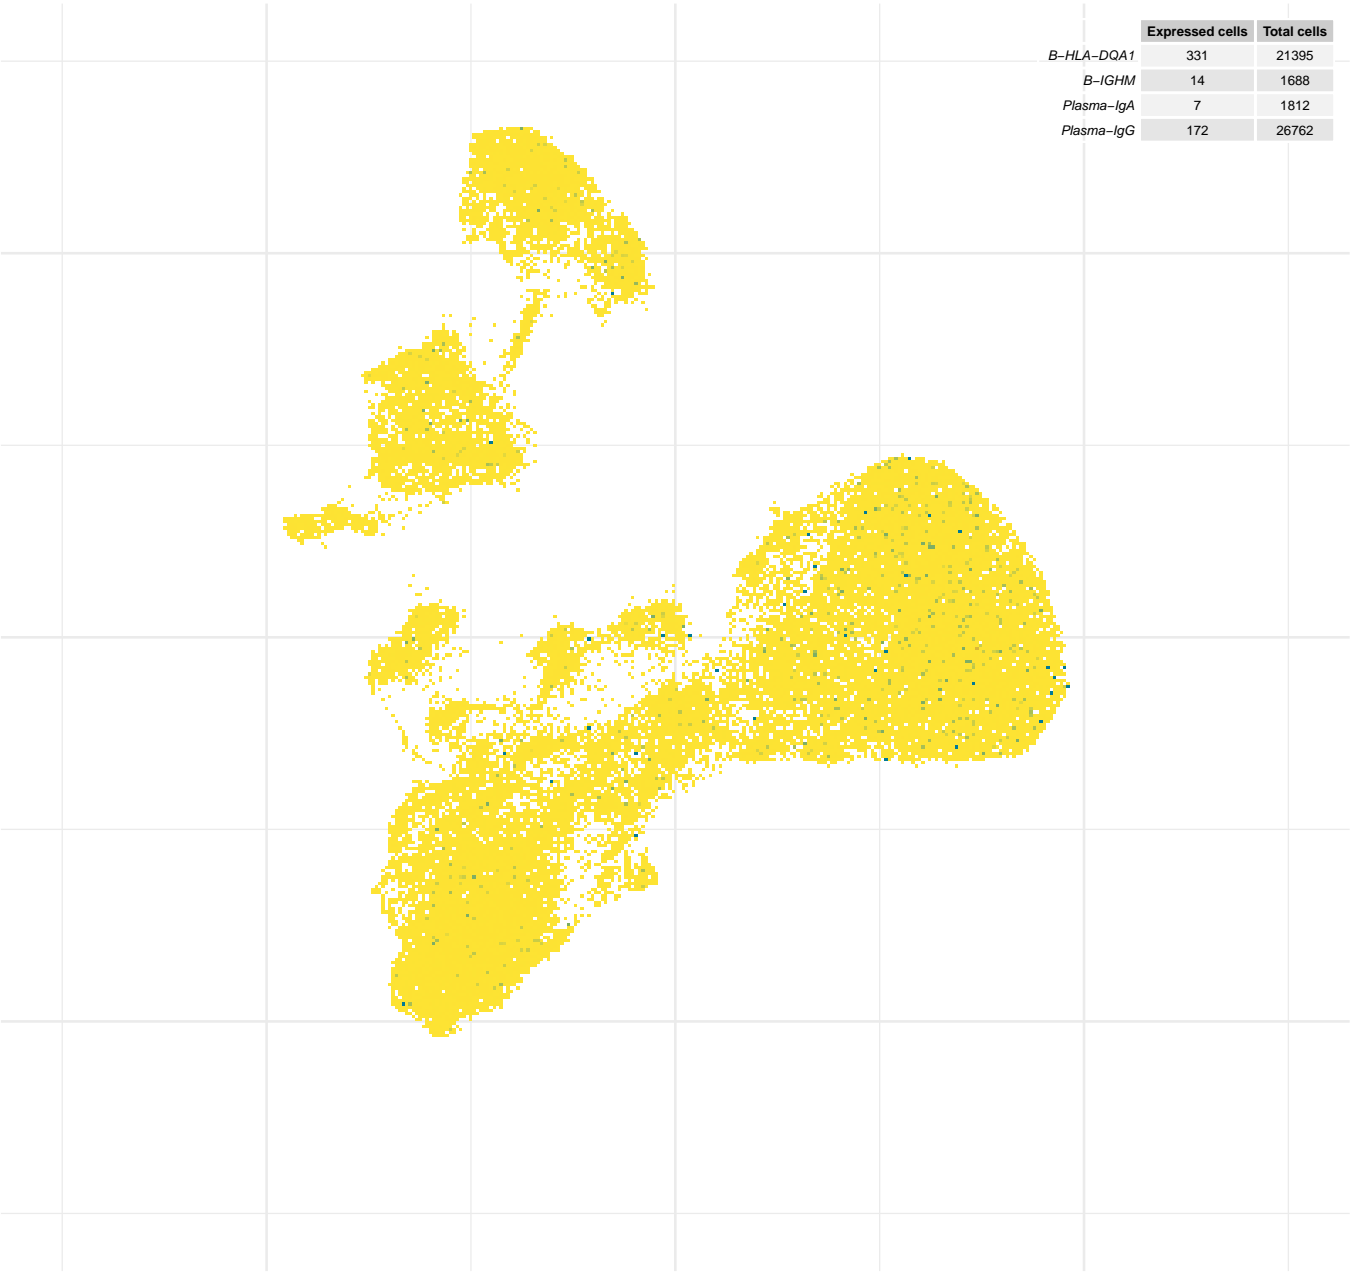 Expressed cells Total cells
B−HLA−DQA1 331 21395
B−IGHM 14 1688
Plasma−IgA 7 1812
Plasma−IgG 172 26762